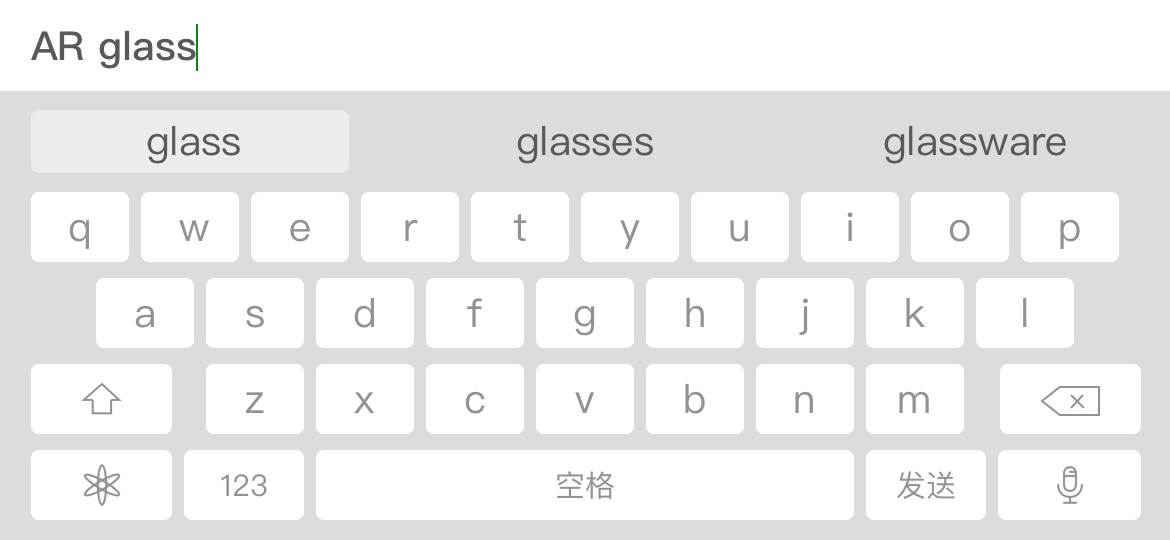 AR glass
glass glasses glassware
q w e r t y u i o p
a s d f g h j k l
z x c v b n m
123 空格 发送